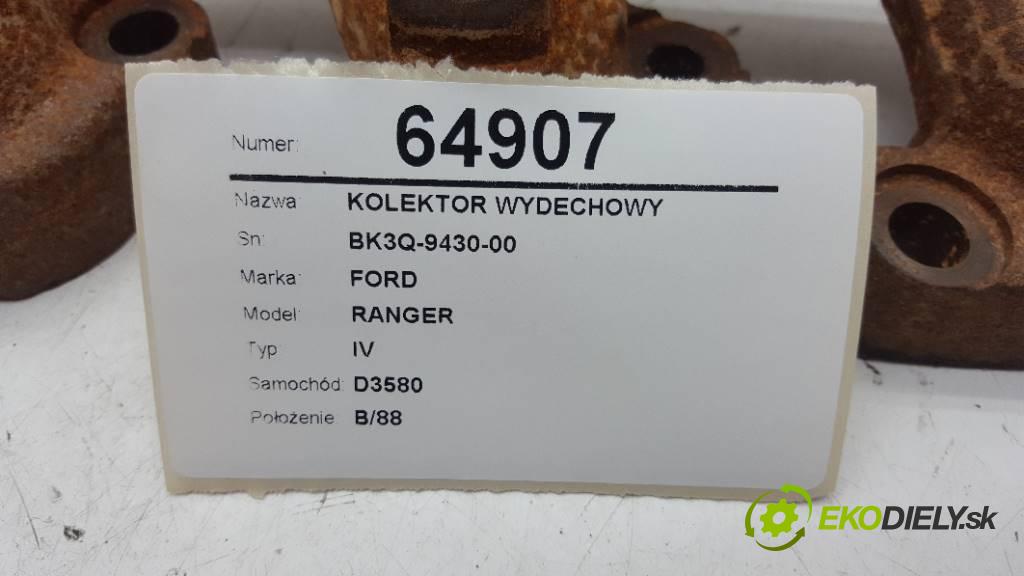 Numer: 64907
Nazwa: KOLEKTOR WYDECHOWY
Sn: BK3Q-9430-00
Marka: FORD
Model: RANGER
Typ: IV
Samochód: D3580
Położenie: B/88
EKODIELY.sk